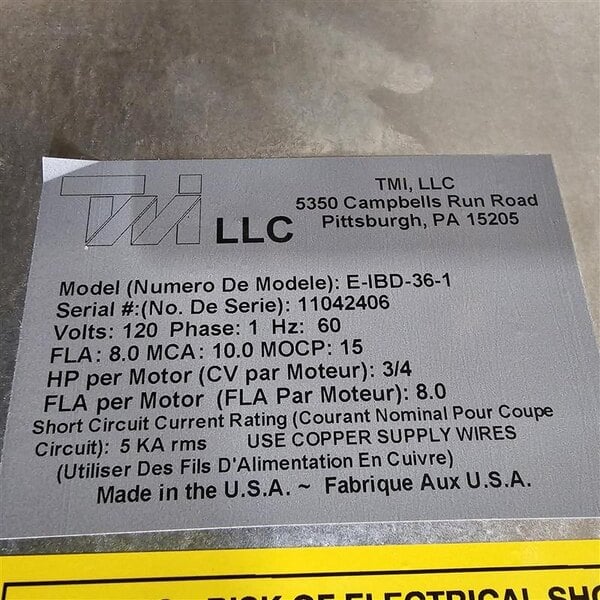 TMI LLC
TMI, LLC
5350 Campbells Run Road
Pittsburgh, PA 15205
Model (Numero De Modele): E-IBD-36-1
Serial #:(No. De Serie): 11042406
Volts: 120 Phase: 1 Hz: 60
FLA: 8.0 MCA: 10.0 MOCP: 15
HP per Motor (CV par Moteur): 3/4
FLA per Motor (FLA Par Moteur): 8.0
Short Circuit Current Rating (Courant Nominal Pour Coupe
Circuit): 5 KA rms USE COPPER SUPPLY WIRES
(Utiliser Des Fils D'Alimentation En Cuivre)
Made in the U.S.A. ~ Fabrique Aux U.S.A.
RISK OF ELECTRICAL SHO